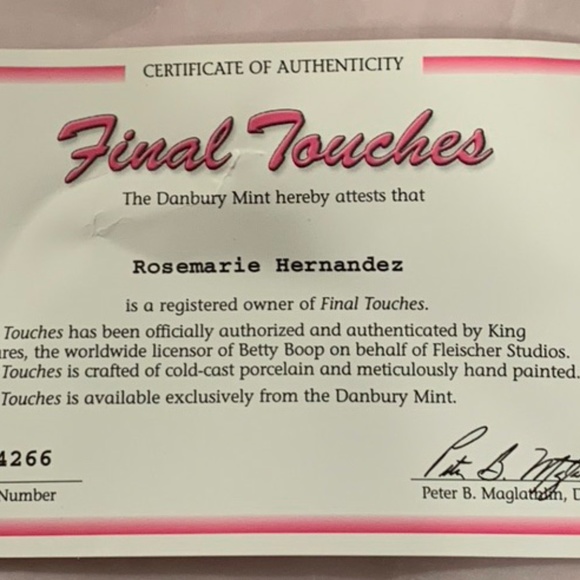 CERTIFICATE OF AUTHENTICITY
Final Touches
The Danbury Mint hereby attests that
Rosemarie Hernandez
is a registered owner of Final Touches.
Touches has been officially authorized and authenticated by King
the worldwide licensor of Betty Boop on behalf of Fleischer Studios.
Touches is crafted of cold-cast porcelain and meticulously hand painted.
Touches is available exclusively from the Danbury Mint.
4266
Number
Peter B. Maglathlin,